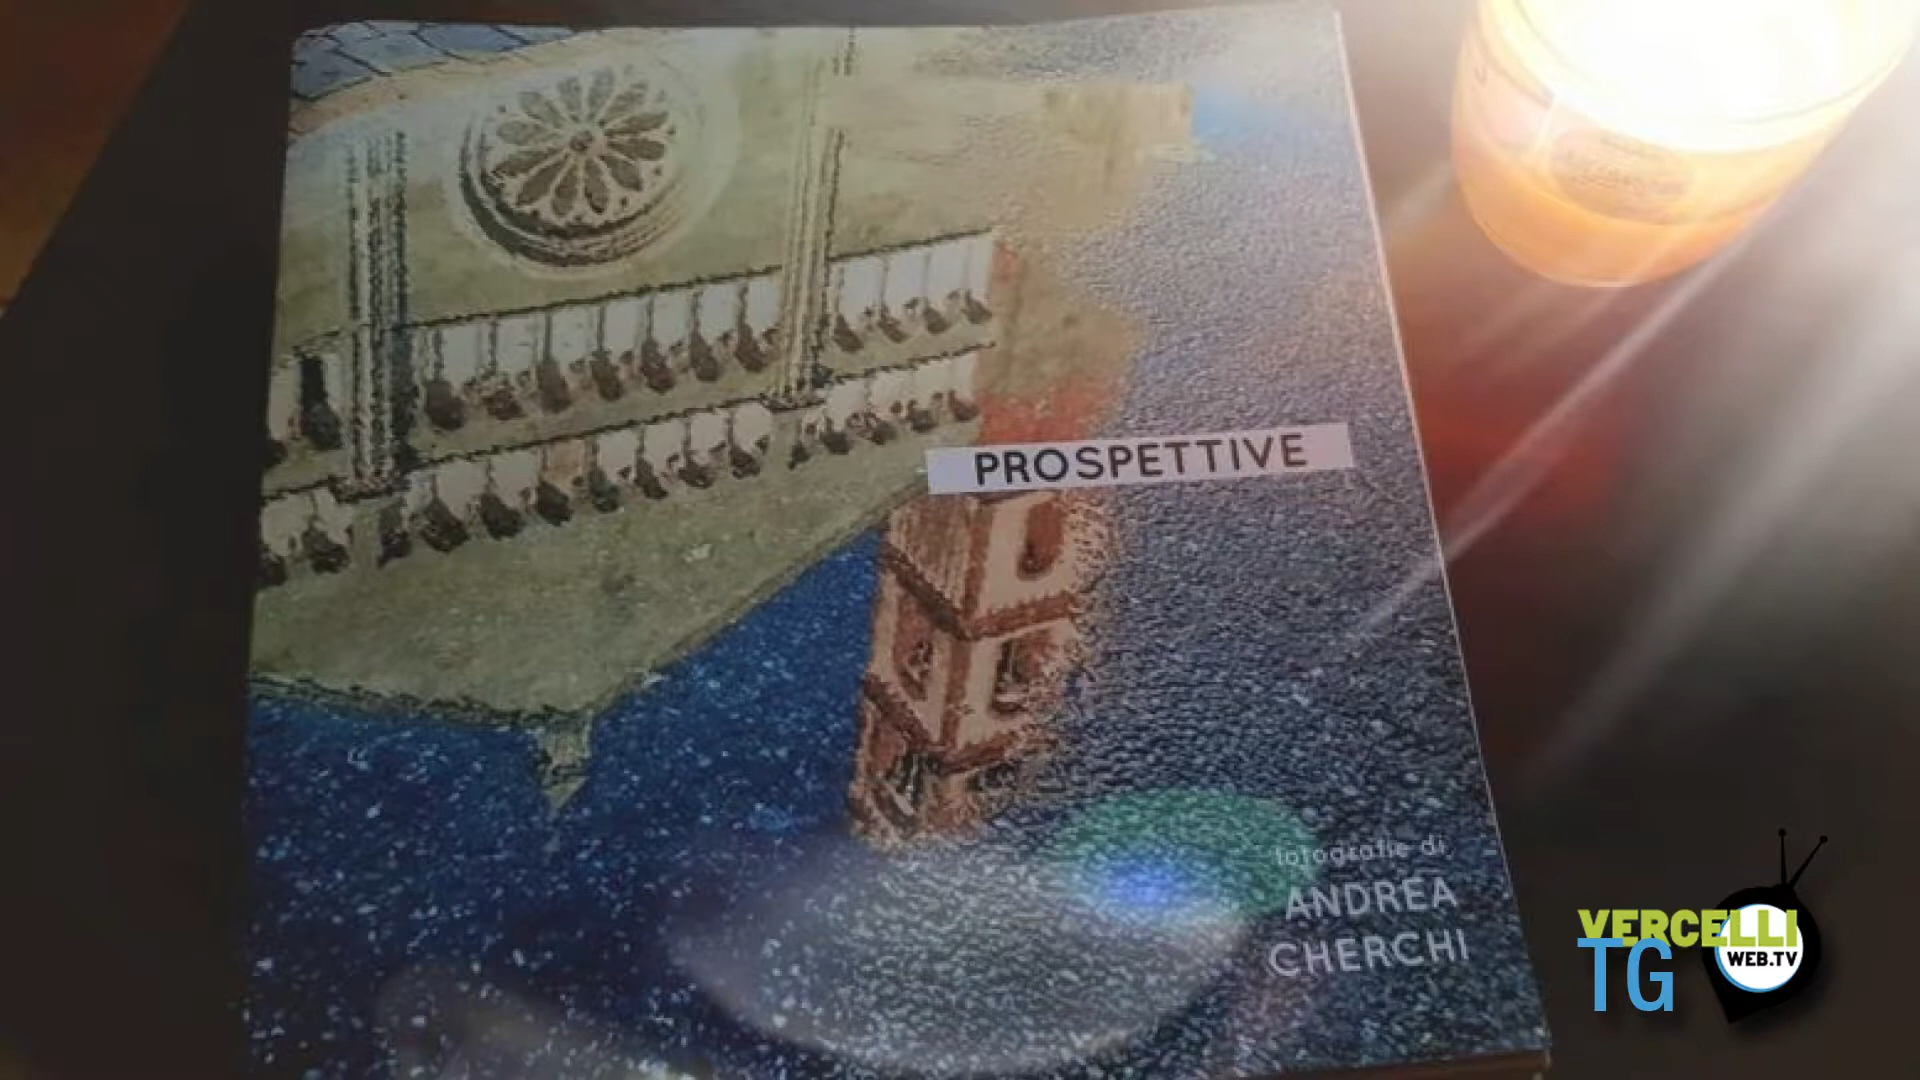 PROSPETTIVE
fotografie di
ANDREA
CHERCHI
VERCELLI
WEB.TV
TG